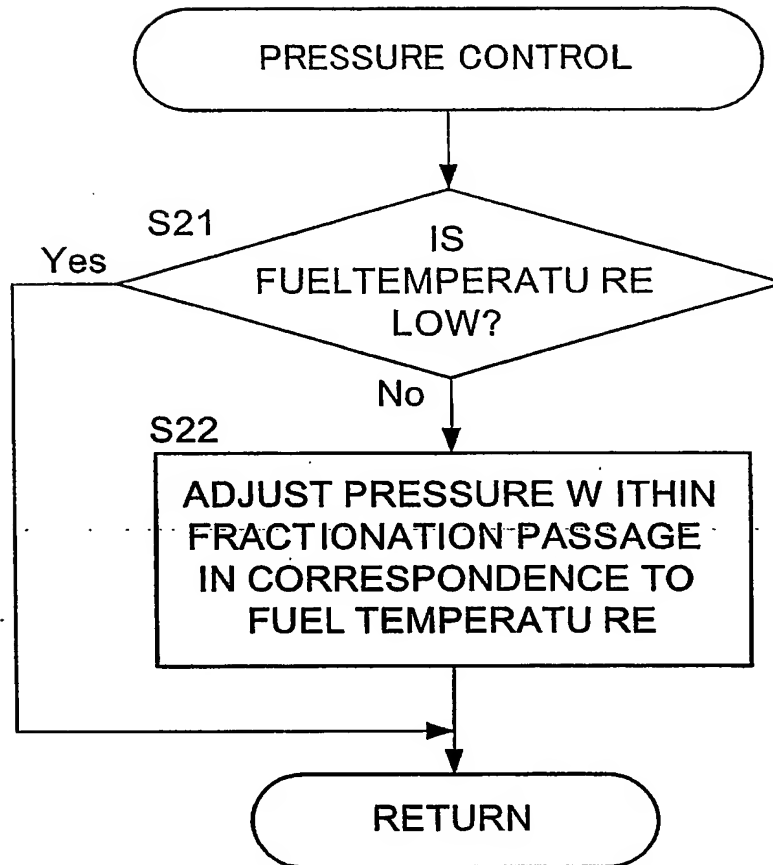 PRESSURE CONTROL
S21
Yes
IS
FUELTEMPERATU RE
LOW?
No
S22
ADJUST PRESSURE W ITHIN
FRACTIONATION PASSAGE
IN CORRESPONDENCE TO
FUEL TEMPERATU RE
RETURN